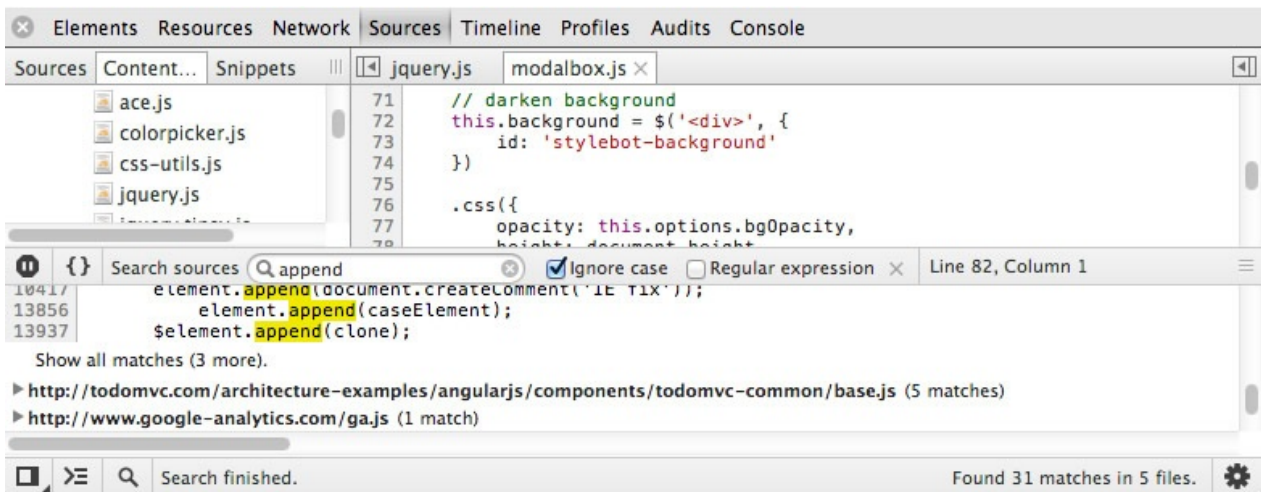 Elements Resources Network Sources Timeline Profiles Audits Console
Sources Content... Snippets jquery.js modalbox.js ×
ace.js
colorpicker.js
css-utils.js
jquery.js
71 // darken background
72 this.background = $('<div>', {
73 id: 'stylebot-background'
74 })
75
76 .css({
77 opacity: this.options.bgOpacity,
78 height: document.height
{} Search sources append Ignore case Regular expression × Line 82, Column 1
10417 element.append(document.createComment('IE fix'));
13856 element.append(caseElement);
13937 $element.append(clone);
Show all matches (3 more).
http://todomvc.com/architecture-examples/angularjs/components/todomvc-common/base.js (5 matches)
http://www.google-analytics.com/ga.js (1 match)
Search finished. Found 31 matches in 5 files.